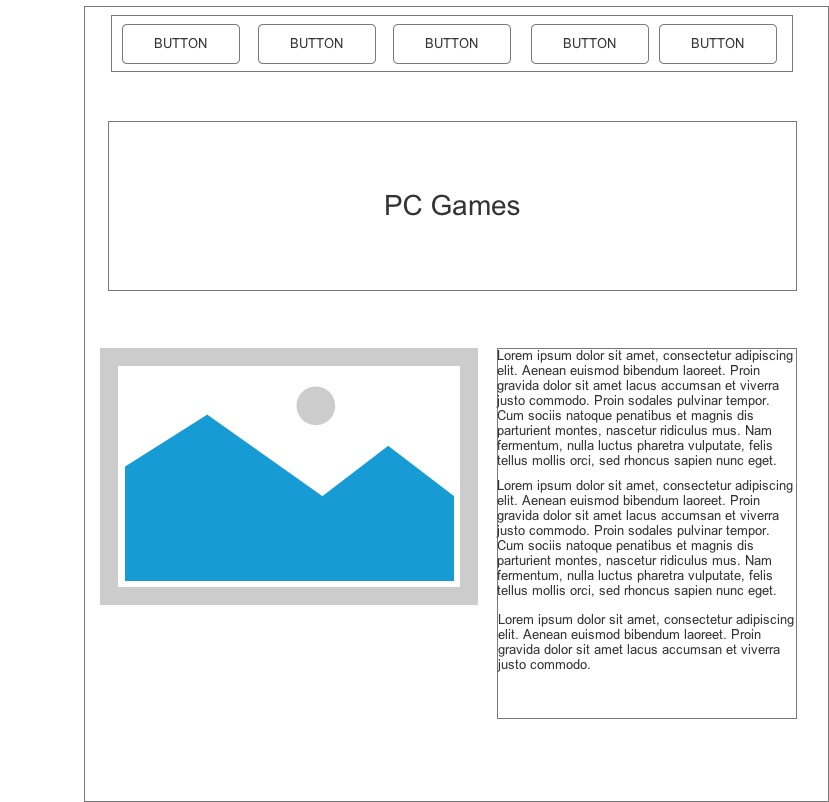 BUTTON BUTTON BUTTON BUTTON BUTTON
PC Games
Lorem ipsum dolor sit amet, consectetur adipiscing
elit. Aenean euismod bibendum laoreet. Proin
gravida dolor sit amet lacus accumsan et viverra
justo commodo. Proin sodales pulvinar tempor.
Cum sociis natoque penatibus et magnis dis
parturient montes, nascetur ridiculus mus. Nam
fermentum, nulla luctus pharetra vulputate, felis
tellus mollis orci, sed rhoncus sapien nunc eget.
Lorem ipsum dolor sit amet, consectetur adipiscing
elit. Aenean euismod bibendum laoreet. Proin
gravida dolor sit amet lacus accumsan et viverra
justo commodo. Proin sodales pulvinar tempor.
Cum sociis natoque penatibus et magnis dis
parturient montes, nascetur ridiculus mus. Nam
fermentum, nulla luctus pharetra vulputate, felis
tellus mollis orci, sed rhoncus sapien nunc eget.
Lorem ipsum dolor sit amet, consectetur adipiscing
elit. Aenean euismod bibendum laoreet. Proin
gravida dolor sit amet lacus accumsan et viverra
justo commodo.